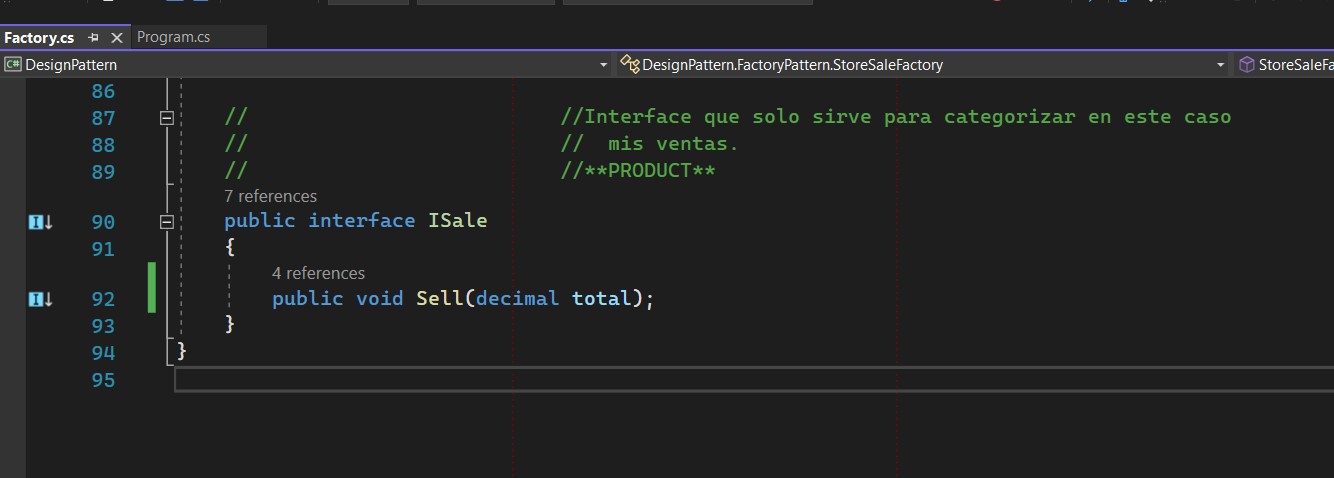 Factory.cs Program.cs
C# DesignPattern DesignPattern.FactoryPattern.StoreSaleFactory
86
87 // //Interface que solo sirve para categorizar en este caso
88 // // mis ventas.
89 // //**PRODUCT**
7 references
90 public interface ISale
91 {
4 references
92 public void Sell(decimal total);
93 }
94 }
95